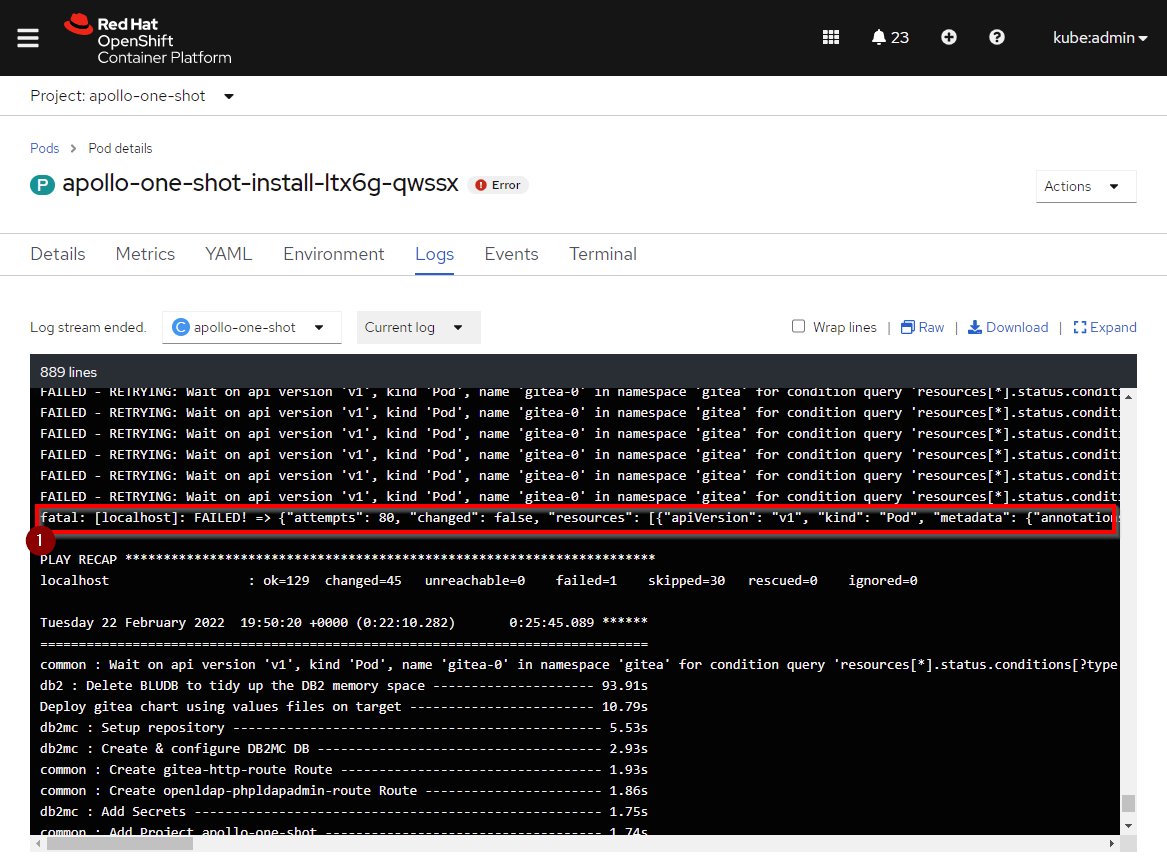 Red Hat
OpenShift
Container Platform
23
kube:admin
Project: apollo-one-shot
Pods
Pod details
P apollo-one-shot-install-ltx6g-qwssx Error
Actions
Details Metrics YAML Environment Logs Events Terminal
Log stream ended. C apollo-one-shot Current log Wrap lines | Raw | Download | Expand
889 lines
FAILED - RETRYING: Wait on api version 'v1', kind 'Pod', name 'gitea-0' in namespace 'gitea' for condition query 'resources[*].status.conditi
FAILED - RETRYING: Wait on api version 'v1', kind 'Pod', name 'gitea-0' in namespace 'gitea' for condition query 'resources[*].status.conditi
FAILED - RETRYING: Wait on api version 'v1', kind 'Pod', name 'gitea-0' in namespace 'gitea' for condition query 'resources[*].status.conditi
FAILED - RETRYING: Wait on api version 'v1', kind 'Pod', name 'gitea-0' in namespace 'gitea' for condition query 'resources[*].status.conditi
FAILED - RETRYING: Wait on api version 'v1', kind 'Pod', name 'gitea-0' in namespace 'gitea' for condition query 'resources[*].status.conditi
FAILED - RETRYING: Wait on api version 'v1', kind 'Pod', name 'gitea-0' in namespace 'gitea' for condition query 'resources[*].status.conditi
fatal: [localhost]: FAILED! => {"attempts": 80, "changed": false, "resources": [{"apiVersion": "v1", "kind": "Pod", "metadata": {"annotation
1
PLAY RECAP *********************************************************************
localhost : ok=129 changed=45 unreachable=0 failed=1 skipped=30 rescued=0 ignored=0
Tuesday 22 February 2022 19:50:20 +0000 (0:22:10.282) 0:25:45.089 ******
===============================================================================
common : Wait on api version 'v1', kind 'Pod', name 'gitea-0' in namespace 'gitea' for condition query 'resources[*].status.conditions[?type
db2 : Delete BLUDB to tidy up the DB2 memory space --------------------- 93.91s
Deploy gitea chart using values files on target ------------------------ 10.79s
db2mc : Setup repository ------------------------------------------------ 5.53s
db2mc : Create & configure DB2MC DB ------------------------------------- 2.93s
common : Create gitea-http-route Route ---------------------------------- 1.93s
common : Create openldap-phpldapadmin-route Route ----------------------- 1.86s
db2mc : Add Secrets ----------------------------------------------------- 1.75s
common : Add Project apollo-one-shot ------------------------------------ 1.74s